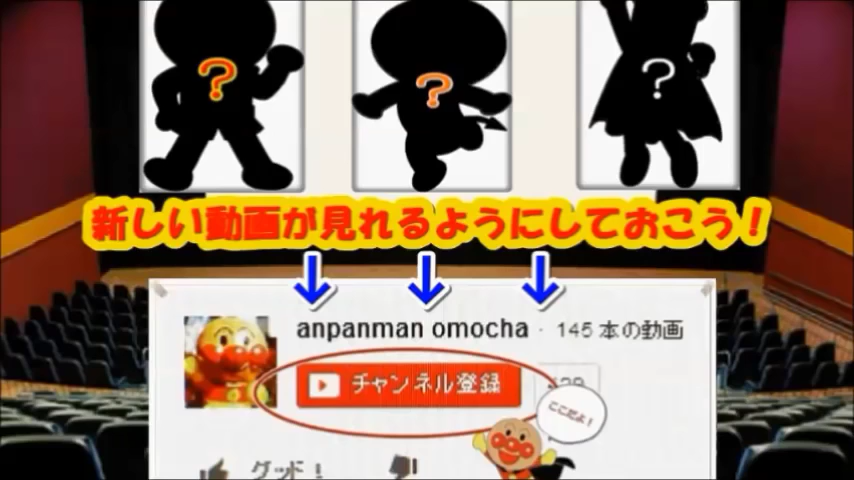 ? ? ?
新しい動画が見れるようにしておこう！
anpanman omocha · 145 本の動画
チャンネル登録
ここだよ！
グッド！